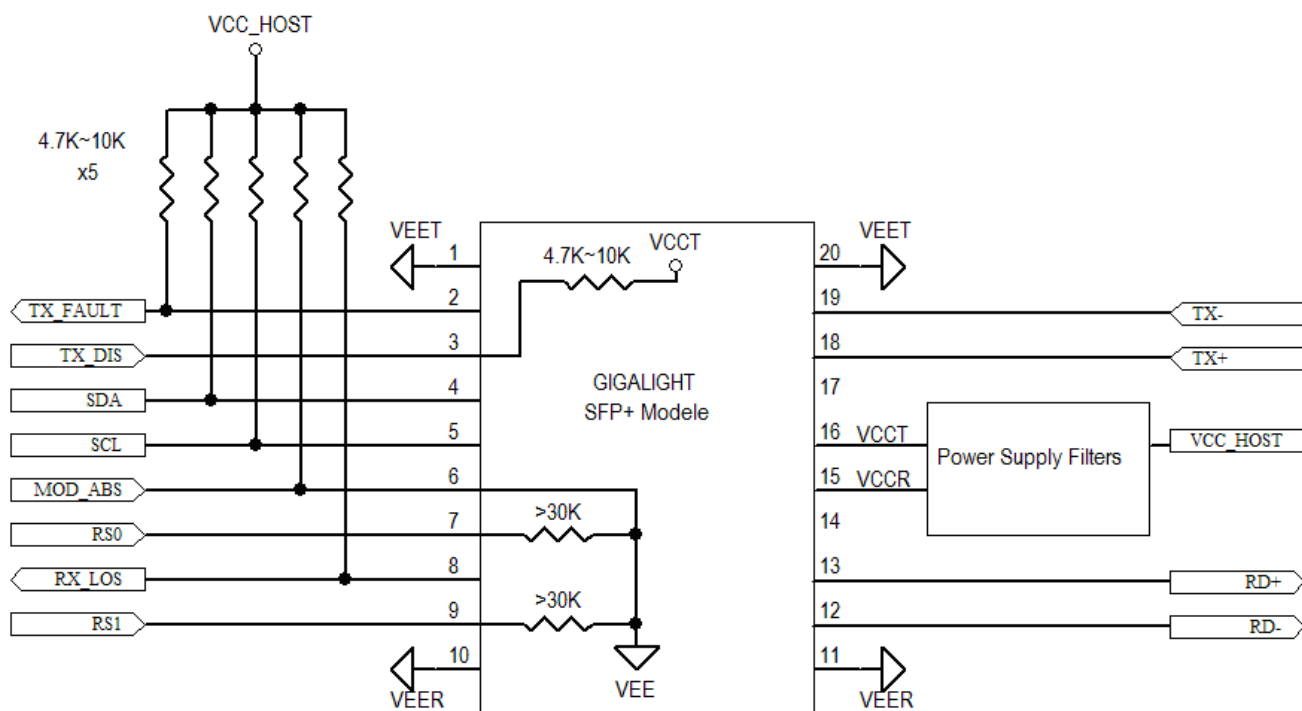 VCC_HOST
4.7K~10K
x5
VEET
1
4.7K~10K
VCCT
20
VEET
TX_FAULT
2
19
TX-
TX_DIS
3
18
TX+
SDA
4
GIGALIGHT
SFP+ Modele
17
SCL
5
16
VCCT
Power Supply Filters
VCC_HOST
MOD_ABS
6
15
VCCR
RS0
7
>30K
14
RX_LOS
8
13
RD+
RS1
9
>30K
12
RD-
10
VEER
VEE
11
VEER